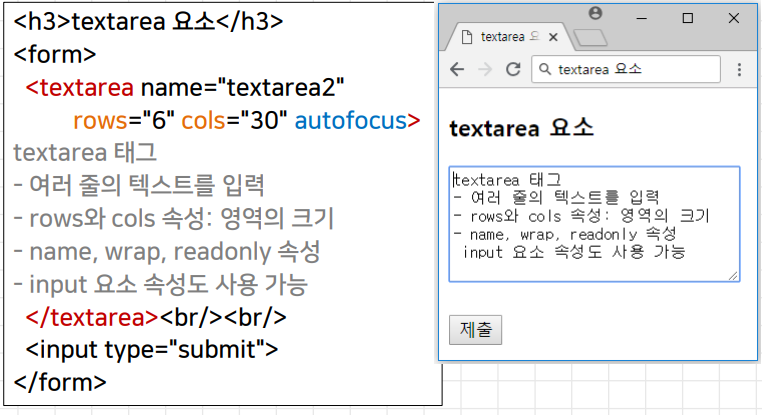 <h3>textarea 요소</h3>
<form>
<textarea name="textarea2"
rows="6" cols="30" autofocus>
textarea 태그
- 여러 줄의 텍스트를 입력
- rows와 cols 속성: 영역의 크기
- name, wrap, readonly 속성
- input 요소 속성도 사용 가능
</textarea><br/><br/>
<input type="submit">
</form>
textarea 요
textarea 요소
textarea 요소
textarea 태그
- 여러 줄의 텍스트를 입력
- rows와 cols 속성: 영역의 크기
- name, wrap, readonly 속성
input 요소 속성도 사용 가능
제출